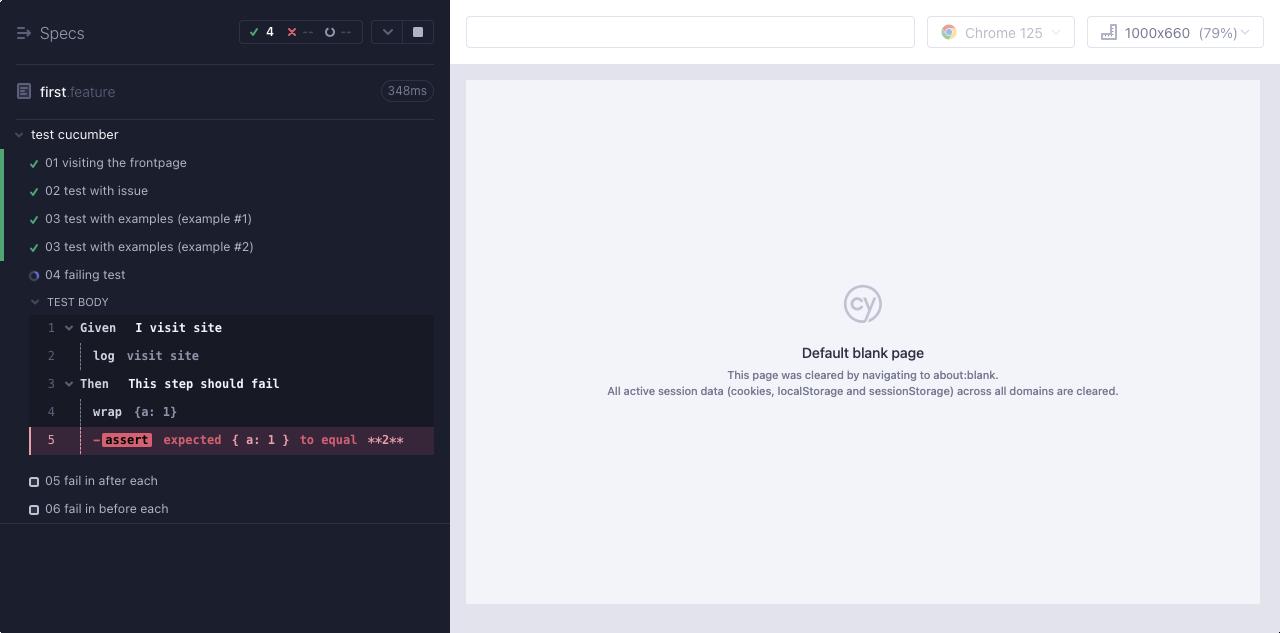 Specs
4
--
--
Chrome 125
1000x660 (79%)
first.feature
348ms
test cucumber
01 visiting the frontpage
02 test with issue
03 test with examples (example #1)
03 test with examples (example #2)
04 failing test
TEST BODY
1 Given I visit site
2 log visit site
3 Then This step should fail
4 wrap {a: 1}
5 -assert expected { a: 1 } to equal **2**
05 fail in after each
06 fail in before each
cy
Default blank page
This page was cleared by navigating to about:blank.
All active session data (cookies, localStorage and sessionStorage) across all domains are cleared.